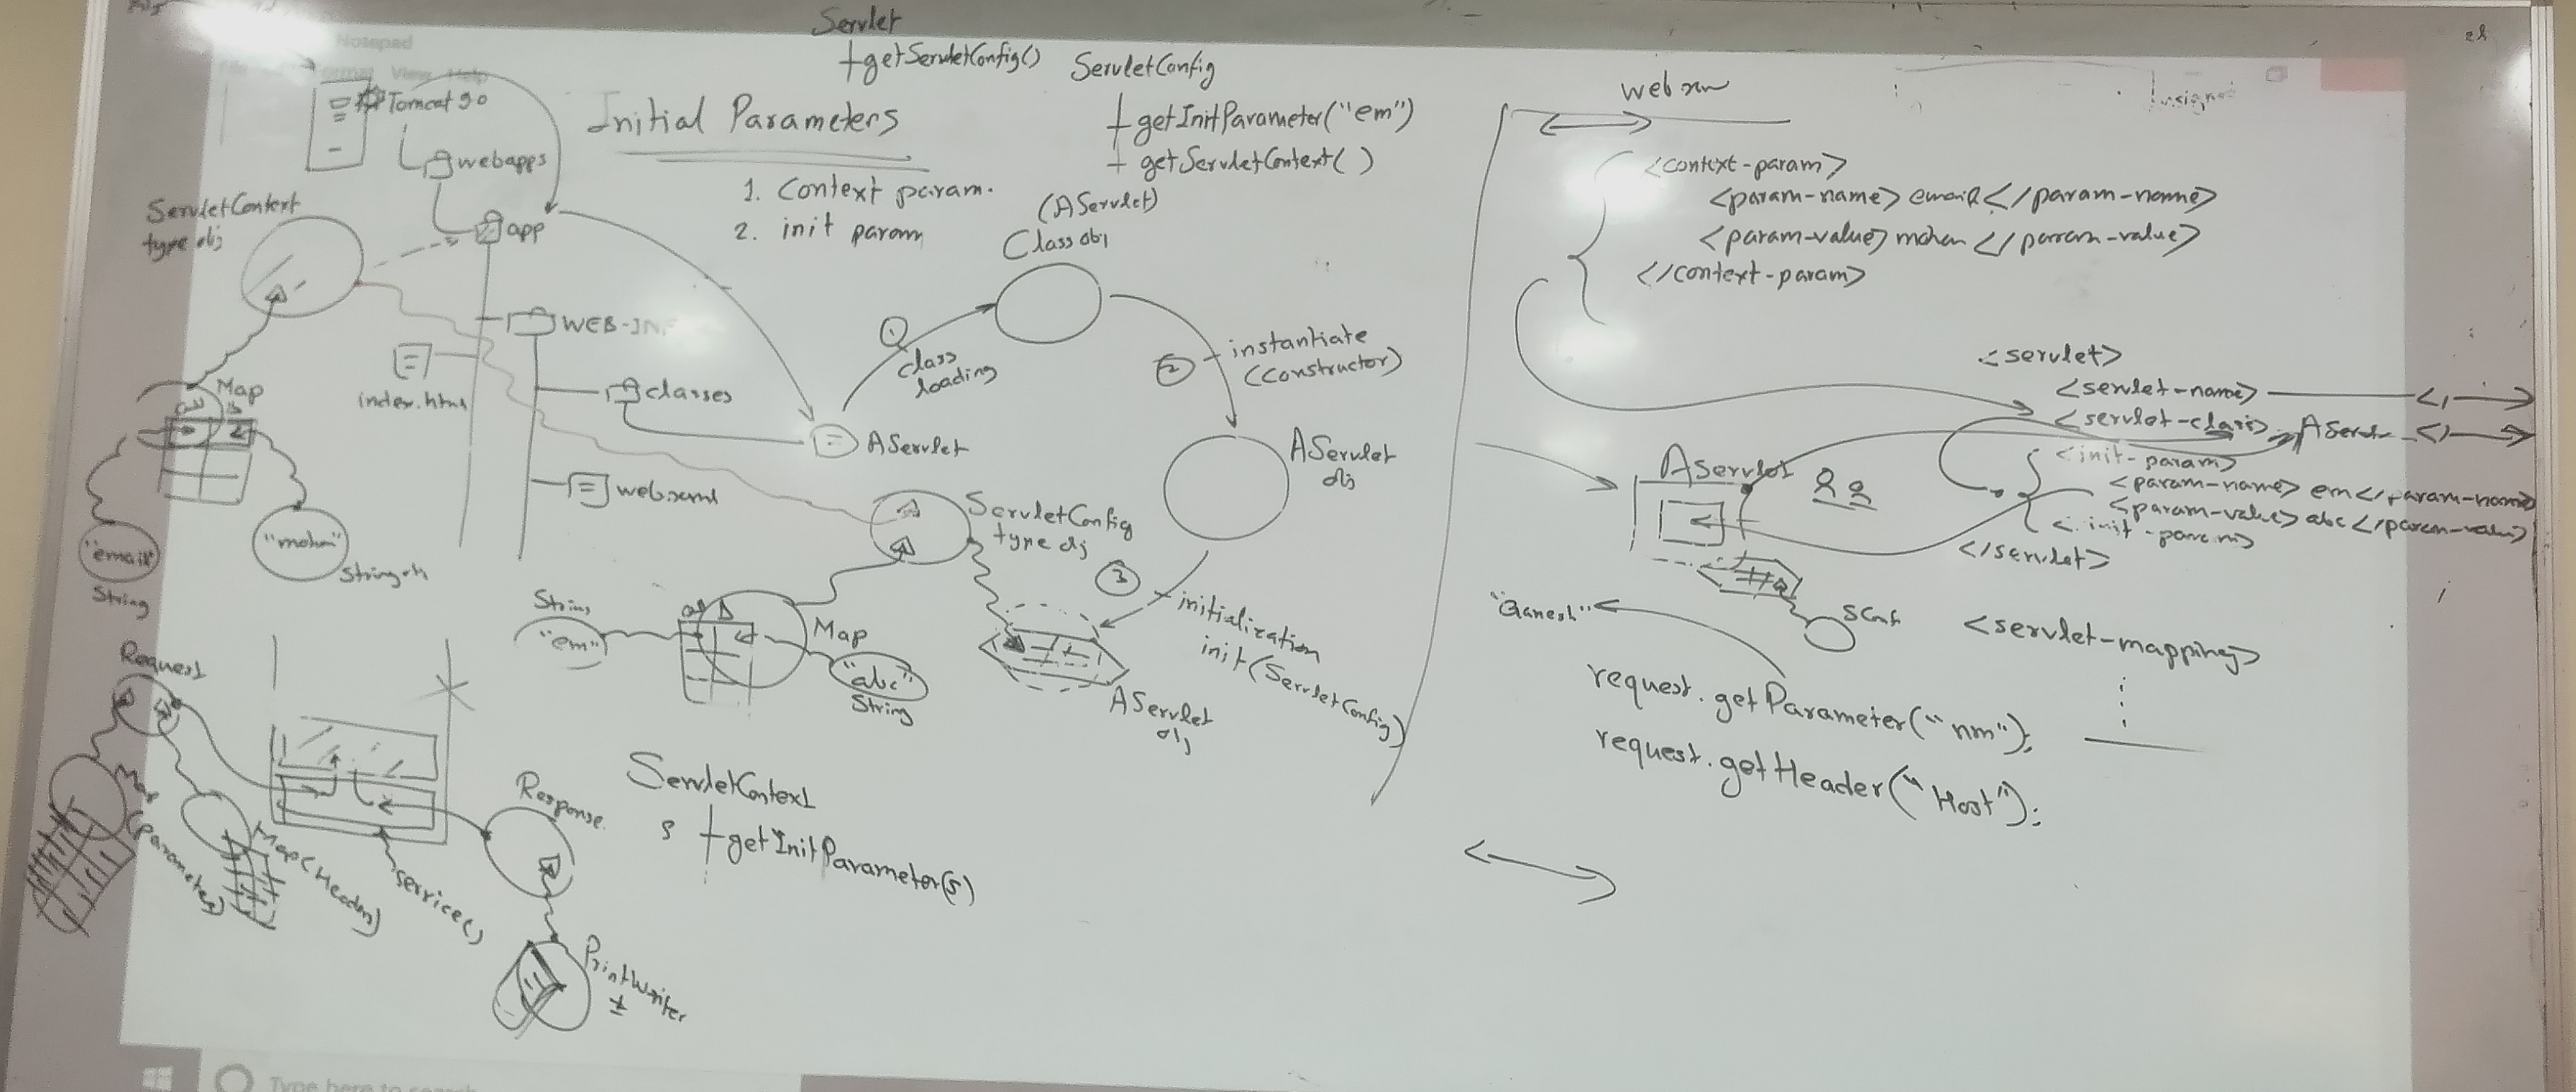 Servlet
+getServletConfig()
ServletConfig
+getInitParameter("em")
+getServletContext()
Notepad
Format View Help
Tomcat 9.0
webapps
app
WEB-INF
index.html
classes
AServlet
web.xml
Initial Parameters
1. Context param.
2. init param
ServletContext
type obj
Map
"email"
String
"mohan"
(AServlet)
Class obj
1
class
loading
2
instantiate
(constructor)
AServlet
obj
ServletConfig
type obj
3
initialization
init(ServletConfig)
AServlet
obj
String
"em"
Map
"abc"
String
Request
Map
(parameters)
Map(Headers)
service()
Response
PrintWriter
ServletContext
+getInitParameter(s)
<context-param>
<param-name> email </param-name>
<param-value> mohan </param-value>
</context-param>
<servlet>
<servlet-name>
<servlet-class> AServlet
<init-param>
<param-name> em </param-name>
<param-value> abc </param-value>
</servlet>
<servlet-mapping>
AServlet
"Ganesh"
request.getParameter("nm");
request.getHeader("Host");
Type here to search